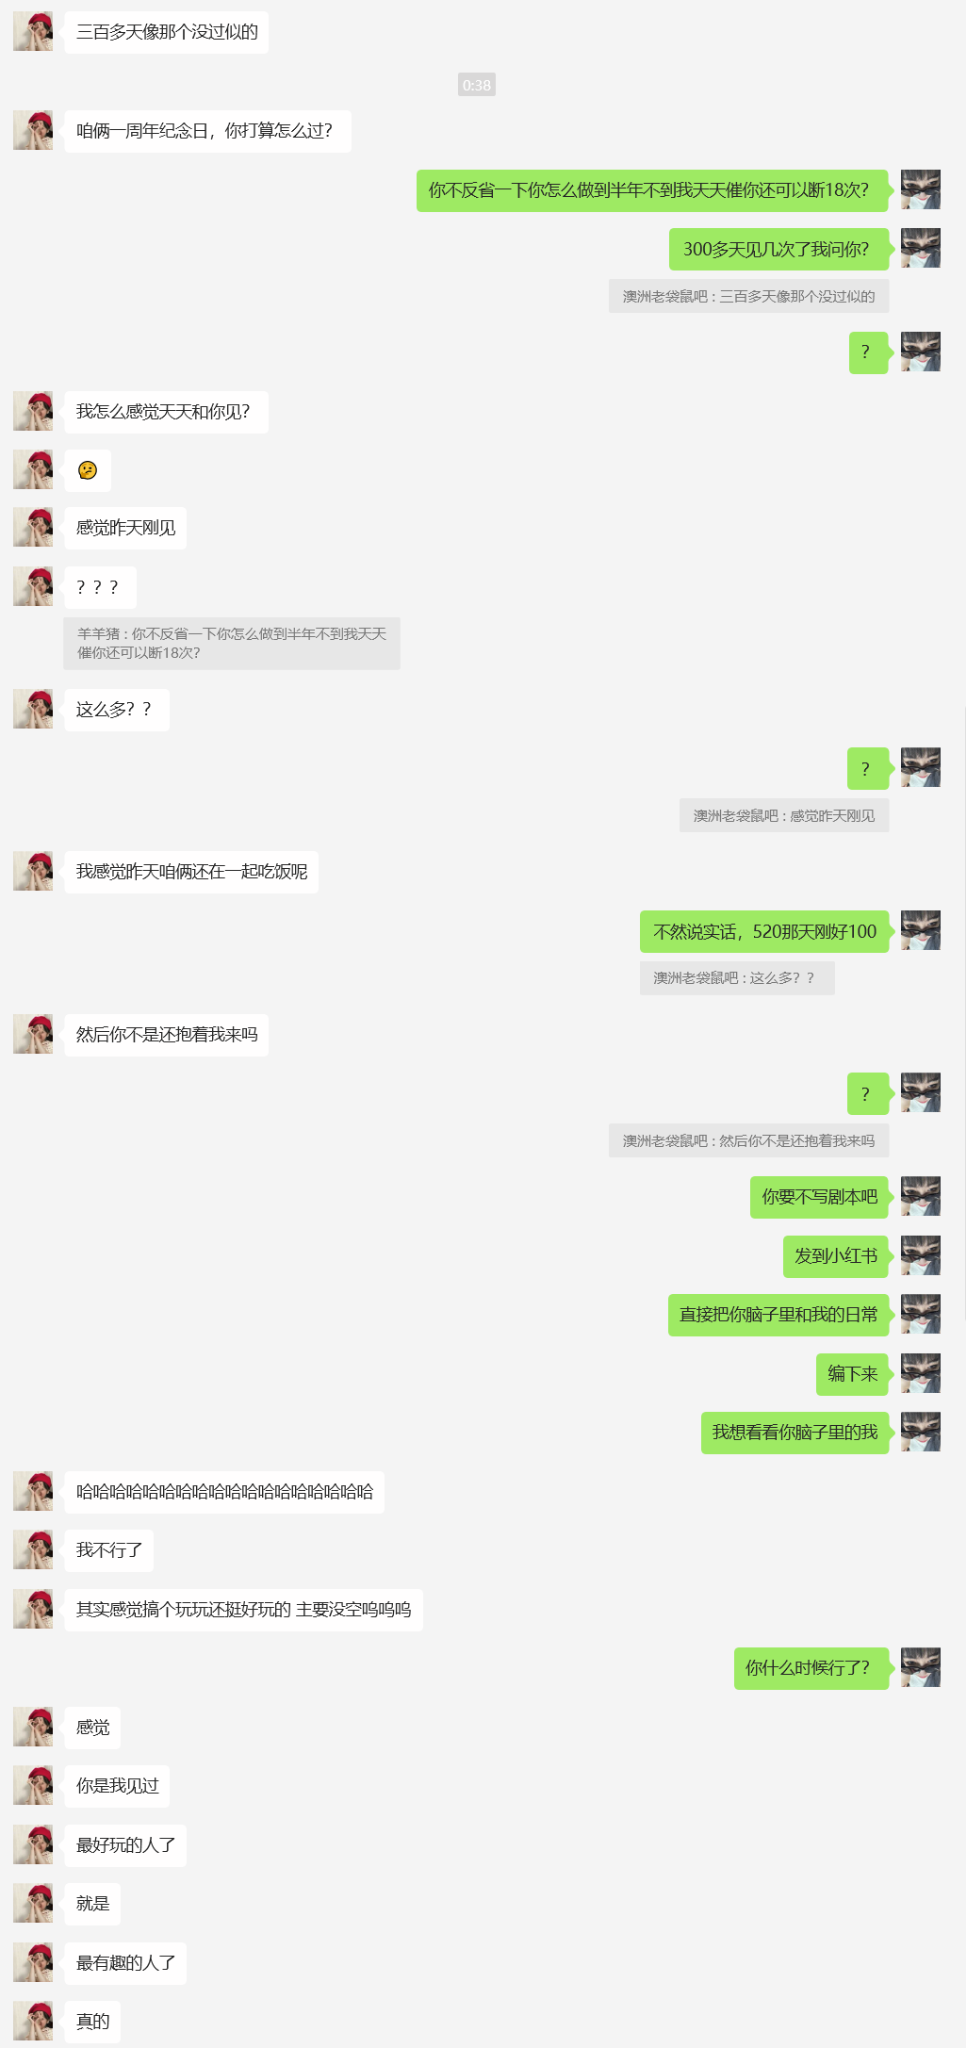 三百多天像那个没过似的
0:38
咱俩一周年纪念日，你打算怎么过？
你不反省一下你怎么做到半年不到我天天催你还可以断18次？
300多天见几次了我问你？
澳洲老袋鼠吧：三百多天像那个没过似的
？
我怎么感觉天天和你见？
感觉昨天刚见
？？？
羊羊猪：你不反省一下你怎么做到半年不到我天天
催你还可以断18次？
这么多？？
？
澳洲老袋鼠吧：感觉昨天刚见
我感觉昨天咱俩还在一起吃饭呢
不然说实话，520那天刚好100
澳洲老袋鼠吧：这么多？？
然后你不是还抱着我来吗
？
澳洲老袋鼠吧：然后你不是还抱着我来吗
你要不写剧本吧
发到小红书
直接把你脑子里和我的日常
编下来
我想看看你脑子里的我
哈哈哈哈哈哈哈哈哈哈哈哈哈哈哈哈哈哈
我不行了
其实感觉搞个玩玩还挺好玩的 主要没空呜呜呜
你什么时候行了？
感觉
你是我见过
最好玩的人了
就是
最有趣的人了
真的